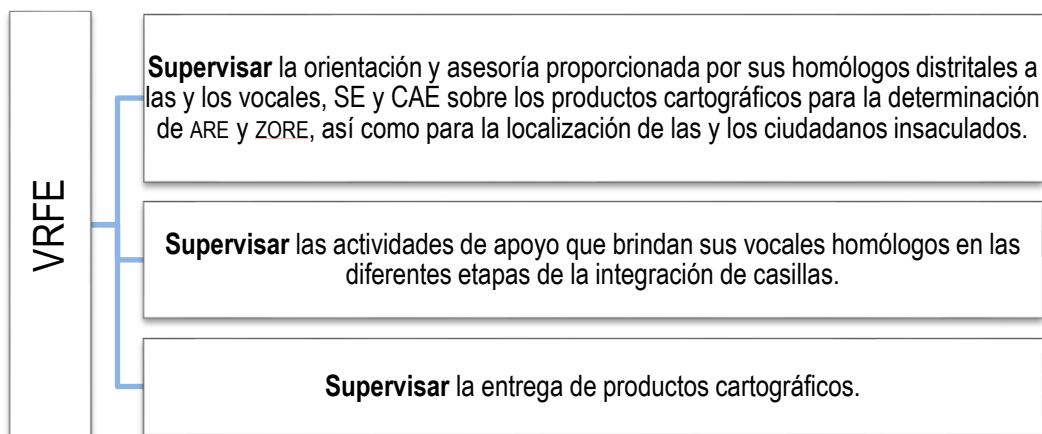 VRFE
Supervisar la orientación y asesoría proporcionada por sus homólogos distritales a
las y los vocales, SE y CAE sobre los productos cartográficos para la determinación
de ARE y ZORE, así como para la localización de las y los ciudadanos insaculados.
Supervisar las actividades de apoyo que brindan sus vocales homólogos en las
diferentes etapas de la integración de casillas.
Supervisar la entrega de productos cartográficos.